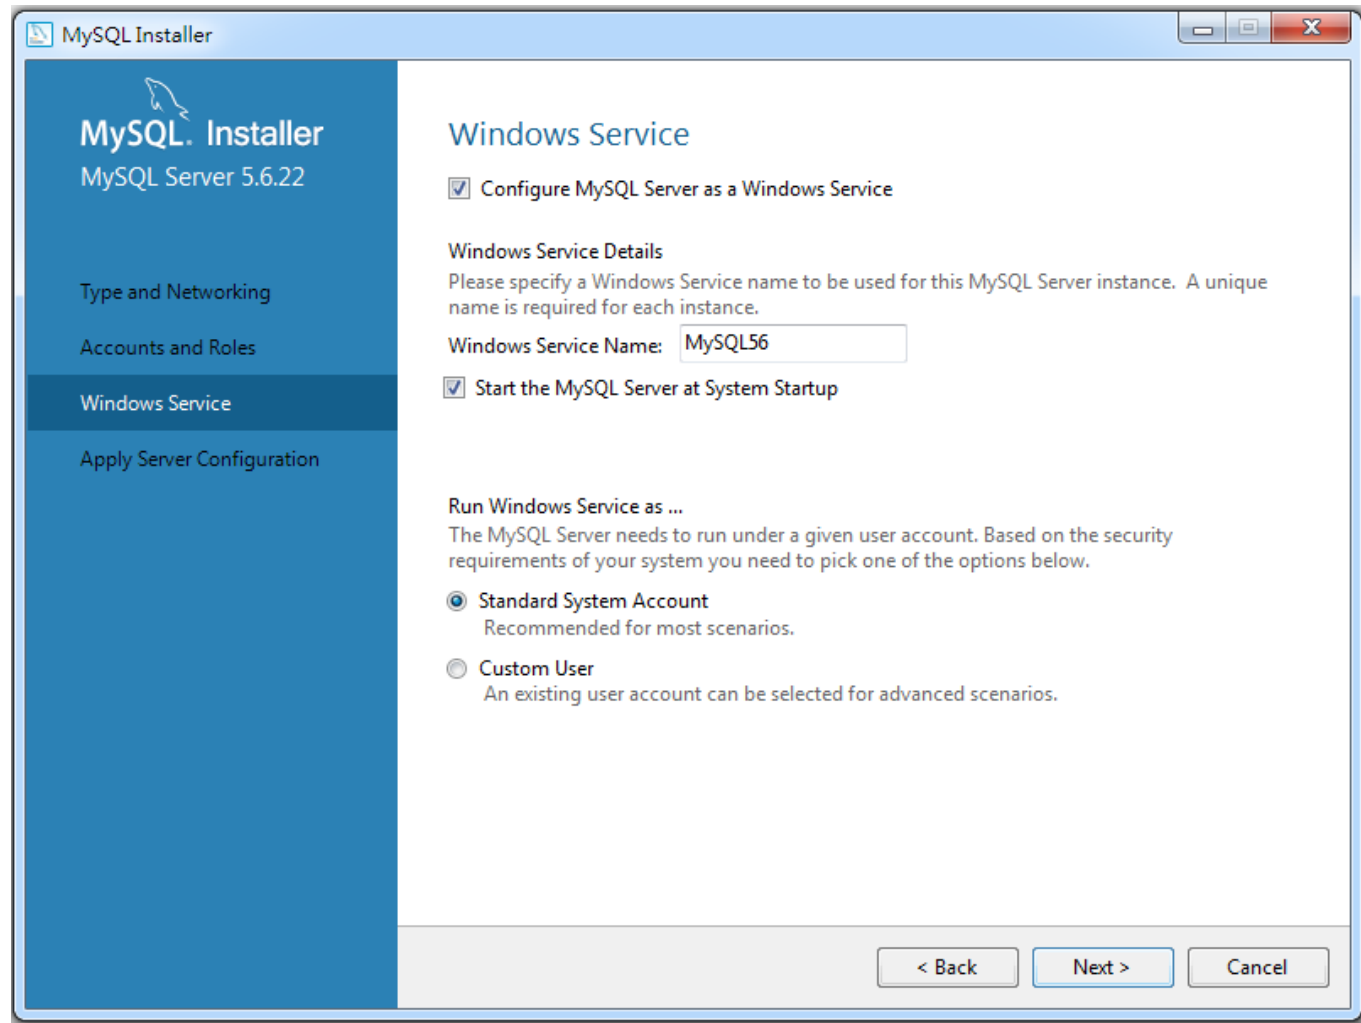 MySQL Installer
MySQL. Installer
MySQL Server 5.6.22
Type and Networking
Accounts and Roles
Windows Service
Apply Server Configuration
Windows Service
Configure MySQL Server as a Windows Service
Windows Service Details
Please specify a Windows Service name to be used for this MySQL Server instance. A unique
name is required for each instance.
Windows Service Name: MySQL56
Start the MySQL Server at System Startup
Run Windows Service as ...
The MySQL Server needs to run under a given user account. Based on the security
requirements of your system you need to pick one of the options below.
Standard System Account
Recommended for most scenarios.
Custom User
An existing user account can be selected for advanced scenarios.
< Back Next > Cancel